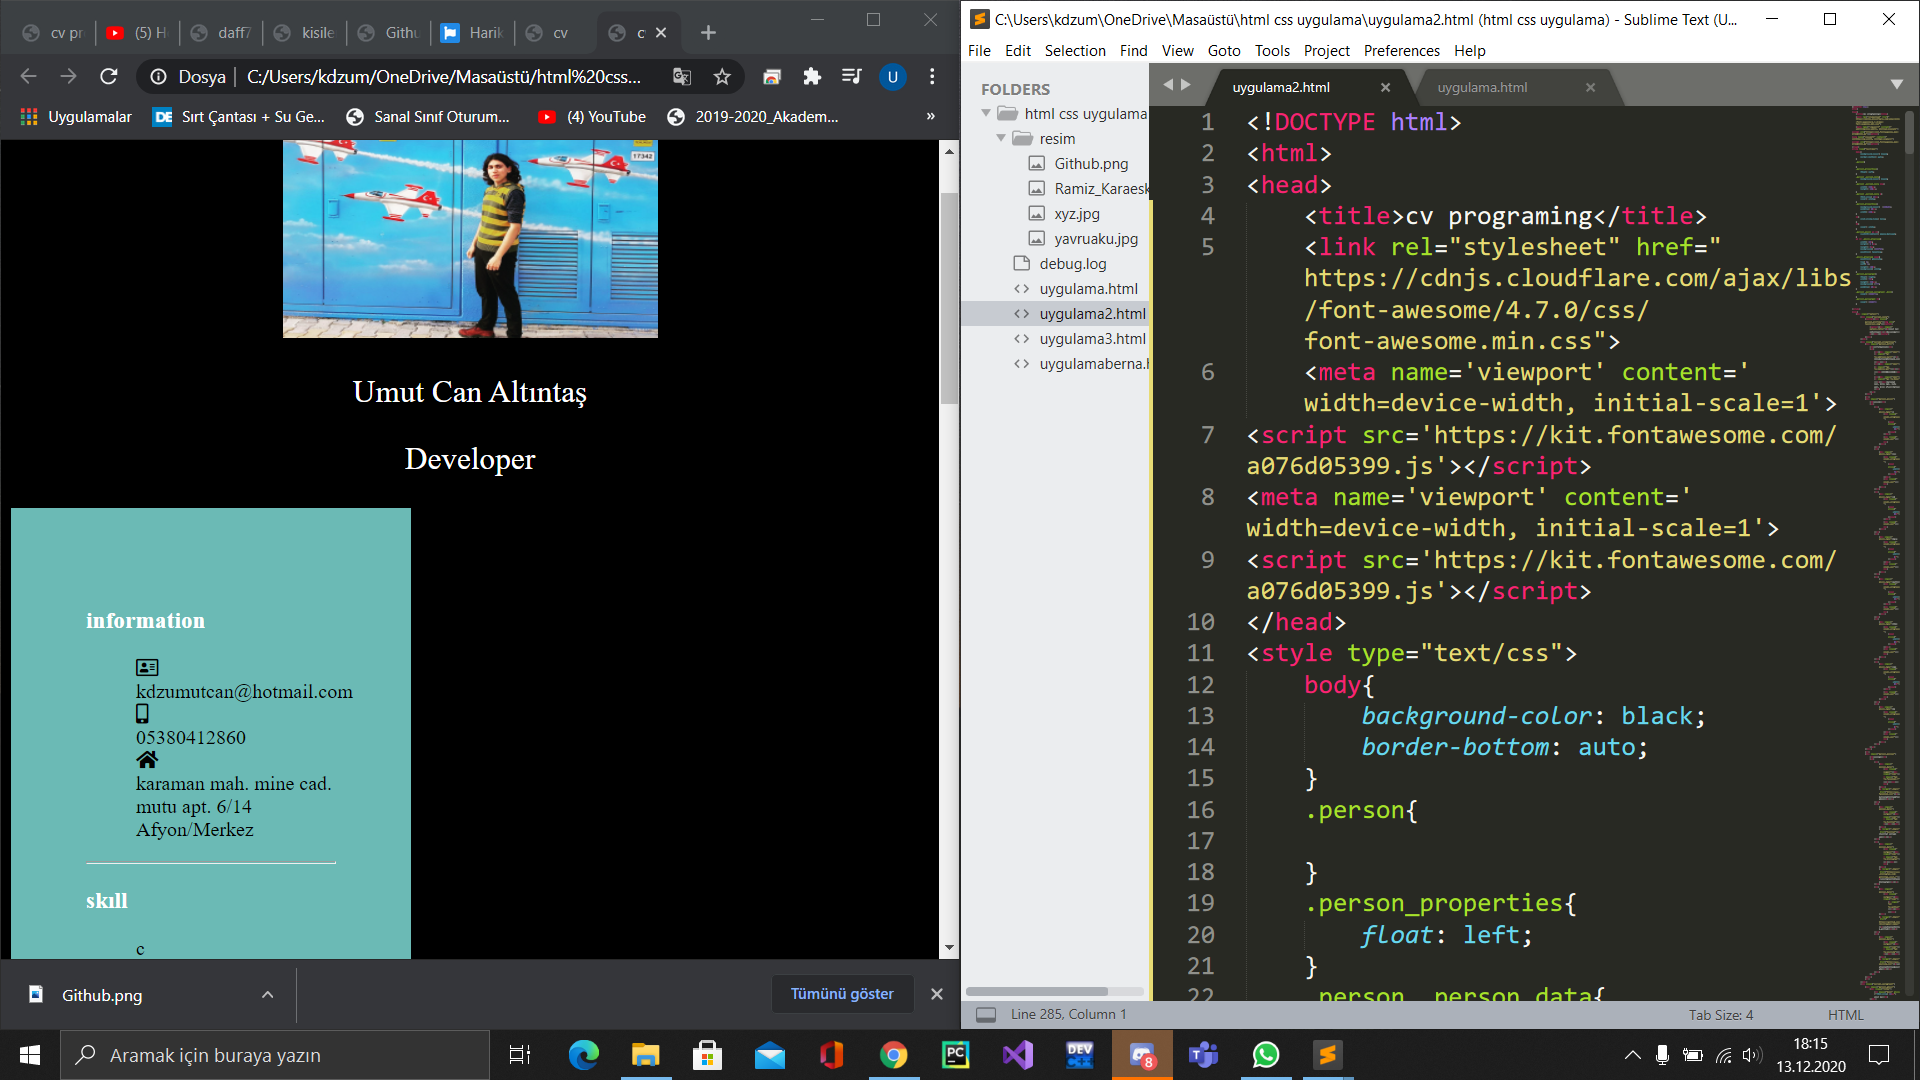 cv pr
(5) H
daff7
kisile
Githu
Harik
cv
c
Dosya
C:/Users/kdzum/OneDrive/Masaüstü/html%20css...
U
Uygulamalar
DE
Sırt Çantası + Su Ge...
Sanal Sınıf Oturum...
(4) YouTube
2019-2020_Akadem...
»
17342
Umut Can Altıntaş
Developer
information
kdzumutcan@hotmail.com
05380412860
karaman mah. mine cad.
mutu apt. 6/14
Afyon/Merkez
skıll
c
Github.png
Tümünü göster
C:\Users\kdzum\OneDrive\Masaüstü\html css uygulama\uygulama2.html (html css uygulama) - Sublime Text (U...
File Edit Selection Find View Goto Tools Project Preferences Help
FOLDERS
html css uygulama
resim
Github.png
Ramiz_Karaesk
xyz.jpg
yavruaku.jpg
debug.log
uygulama.html
uygulama2.html
uygulama3.html
uygulamaberna.h
uygulama2.html
uygulama.html
1 <!DOCTYPE html>
2 <html>
3 <head>
4 <title>cv programing</title>
5 <link rel="stylesheet" href="
https://cdnjs.cloudflare.com/ajax/libs
/font-awesome/4.7.0/css/
font-awesome.min.css">
6 <meta name='viewport' content='
width=device-width, initial-scale=1'>
7 <script src='https://kit.fontawesome.com/
a076d05399.js'></script>
8 <meta name='viewport' content='
width=device-width, initial-scale=1'>
9 <script src='https://kit.fontawesome.com/
a076d05399.js'></script>
10 </head>
11 <style type="text/css">
12 body{
13 background-color: black;
14 border-bottom: auto;
15 }
16 .person{
17
18 }
19 .person_properties{
20 float: left;
21 }
22 .person_ person data{
Line 285, Column 1
Tab Size: 4
HTML
Aramak için buraya yazın
PC
DEV
C++
8
18:15
13.12.2020